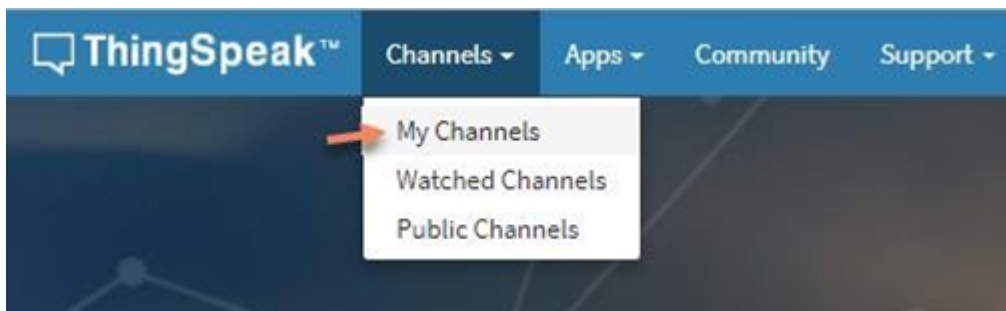 ThingSpeak™ Channels Apps Community Support
My Channels
Watched Channels
Public Channels